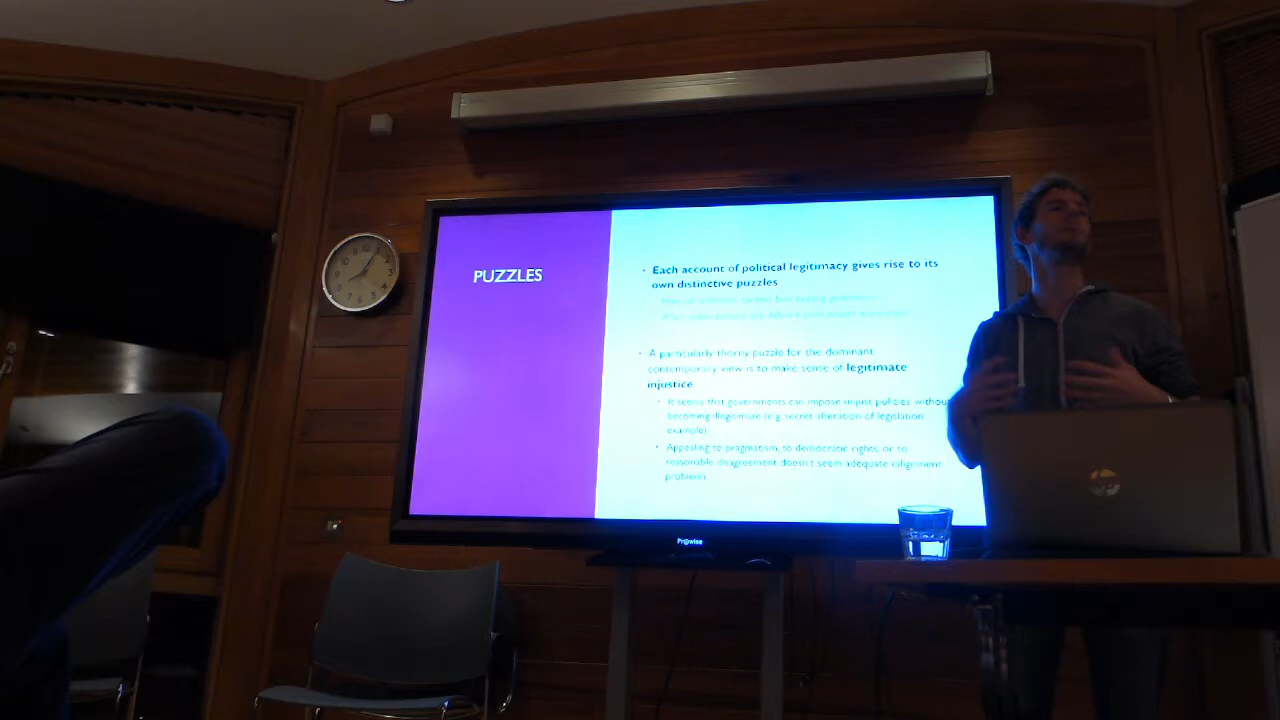 PUZZLES
• Each account of political legitimacy gives rise to its
own distinctive puzzles
• A particularly thorny puzzle for the dominant
contemporary view is to make sense of legitimate
injustice
• It seems that governments can impose unjust policies without
becoming illegitimate (e.g. secret alteration of legislation
example)
• Appealing to pragmatism, to democratic rights, or to
reasonable disagreement doesn't seem adequate (alignment
problem)
Prowise
hp